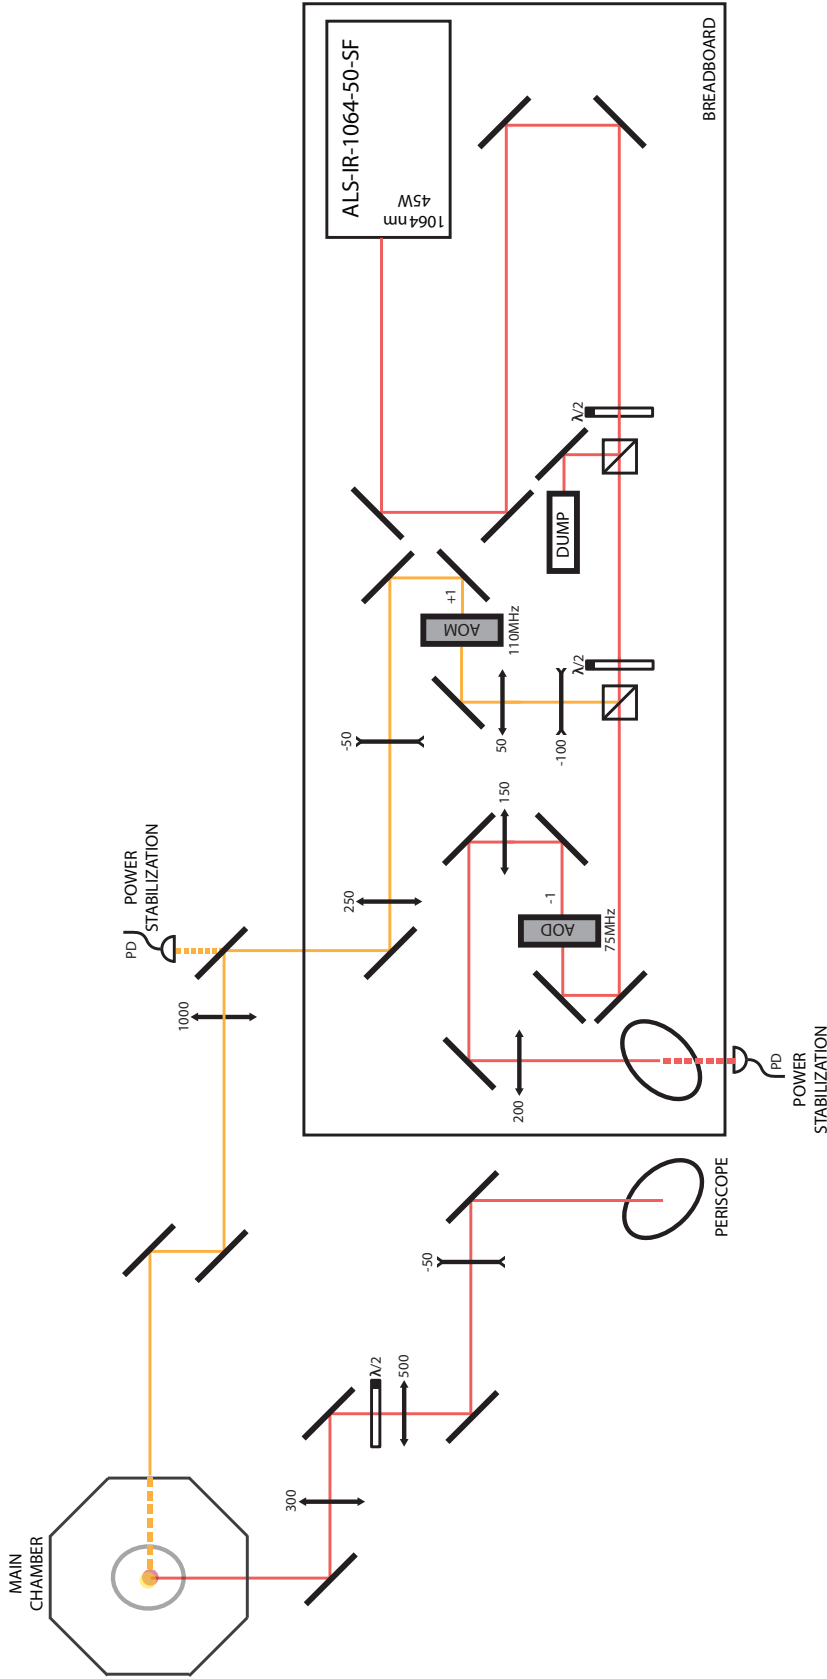 BREADBOARD
ALS-IR-1064-50-SF
1064nm
45W
λ/2
DUMP
+1
AOM
110MHz
λ/2
50
-100
-50
150
-1
AOD
75MHz
250
POWER
STABILIZATION
PD
1000
200
PD
POWER
STABILIZATION
PERISCOPE
-50
λ/2
500
300
MAIN
CHAMBER